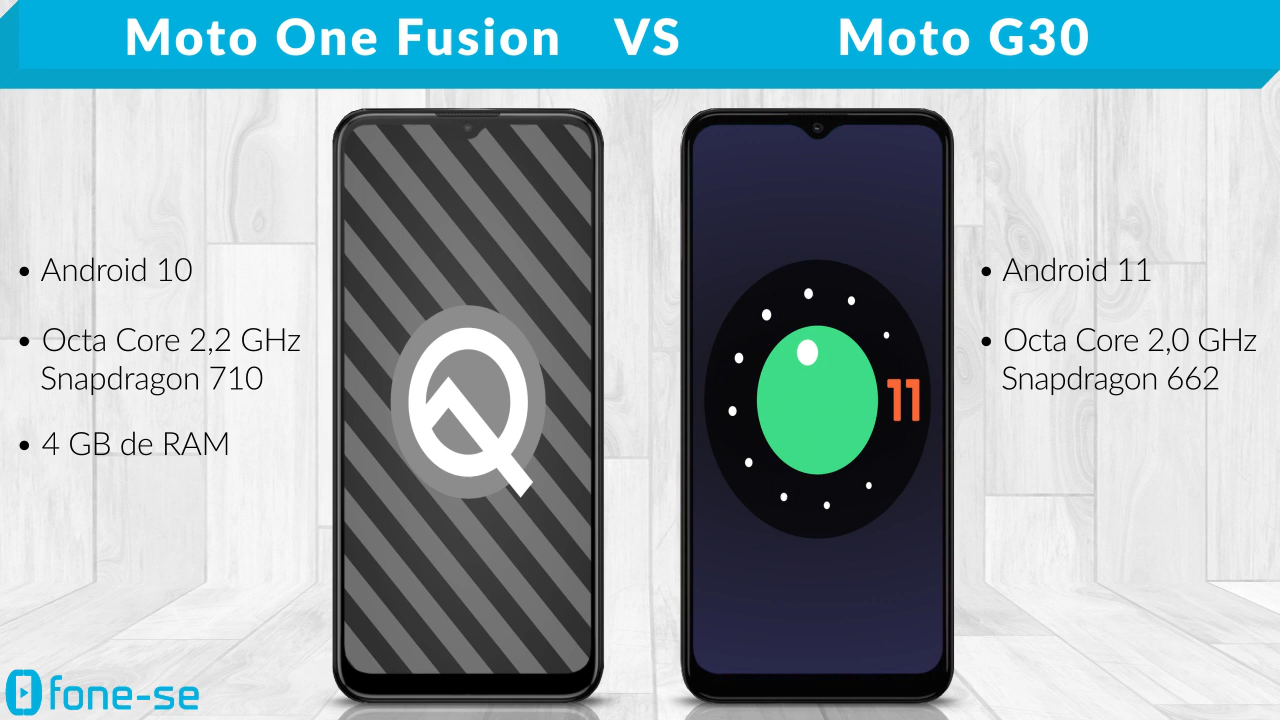 Moto One Fusion VS Moto G30
• Android 10
• Octa Core 2,2 GHz
Snapdragon 710
• 4 GB de RAM
Q
11
• Android 11
• Octa Core 2,0 GHz
Snapdragon 662
fone-se